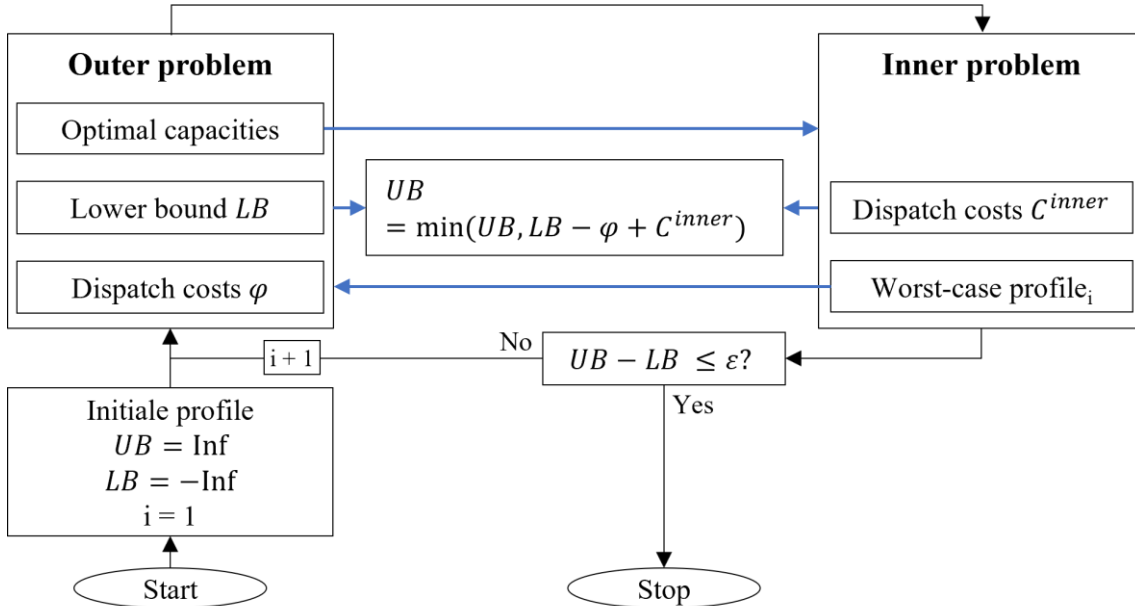 Outer problem
Inner problem
Optimal capacities
Lower bound LB
UB
= min(UB, LB − φ + C^inner)
Dispatch costs C^inner
Dispatch costs φ
Worst-case profile_i
No
i + 1
UB − LB ≤ ε?
Yes
Initiale profile
UB = Inf
LB = −Inf
i = 1
Start
Stop